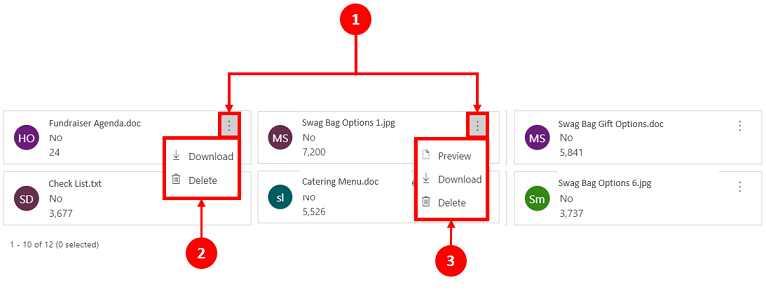 1
HO
Fundraiser Agenda.doc
No
24
Download
Delete
MS
Swag Bag Options 1.jpg
No
7,200
Preview
Download
Delete
MS
Swag Bag Gift Options.doc
No
5,841
SD
Check List.txt
No
3,677
sl
Catering Menu.doc
No
5,526
Sm
Swag Bag Options 6.jpg
No
3,737
1 - 10 of 12 (0 selected)
2
3